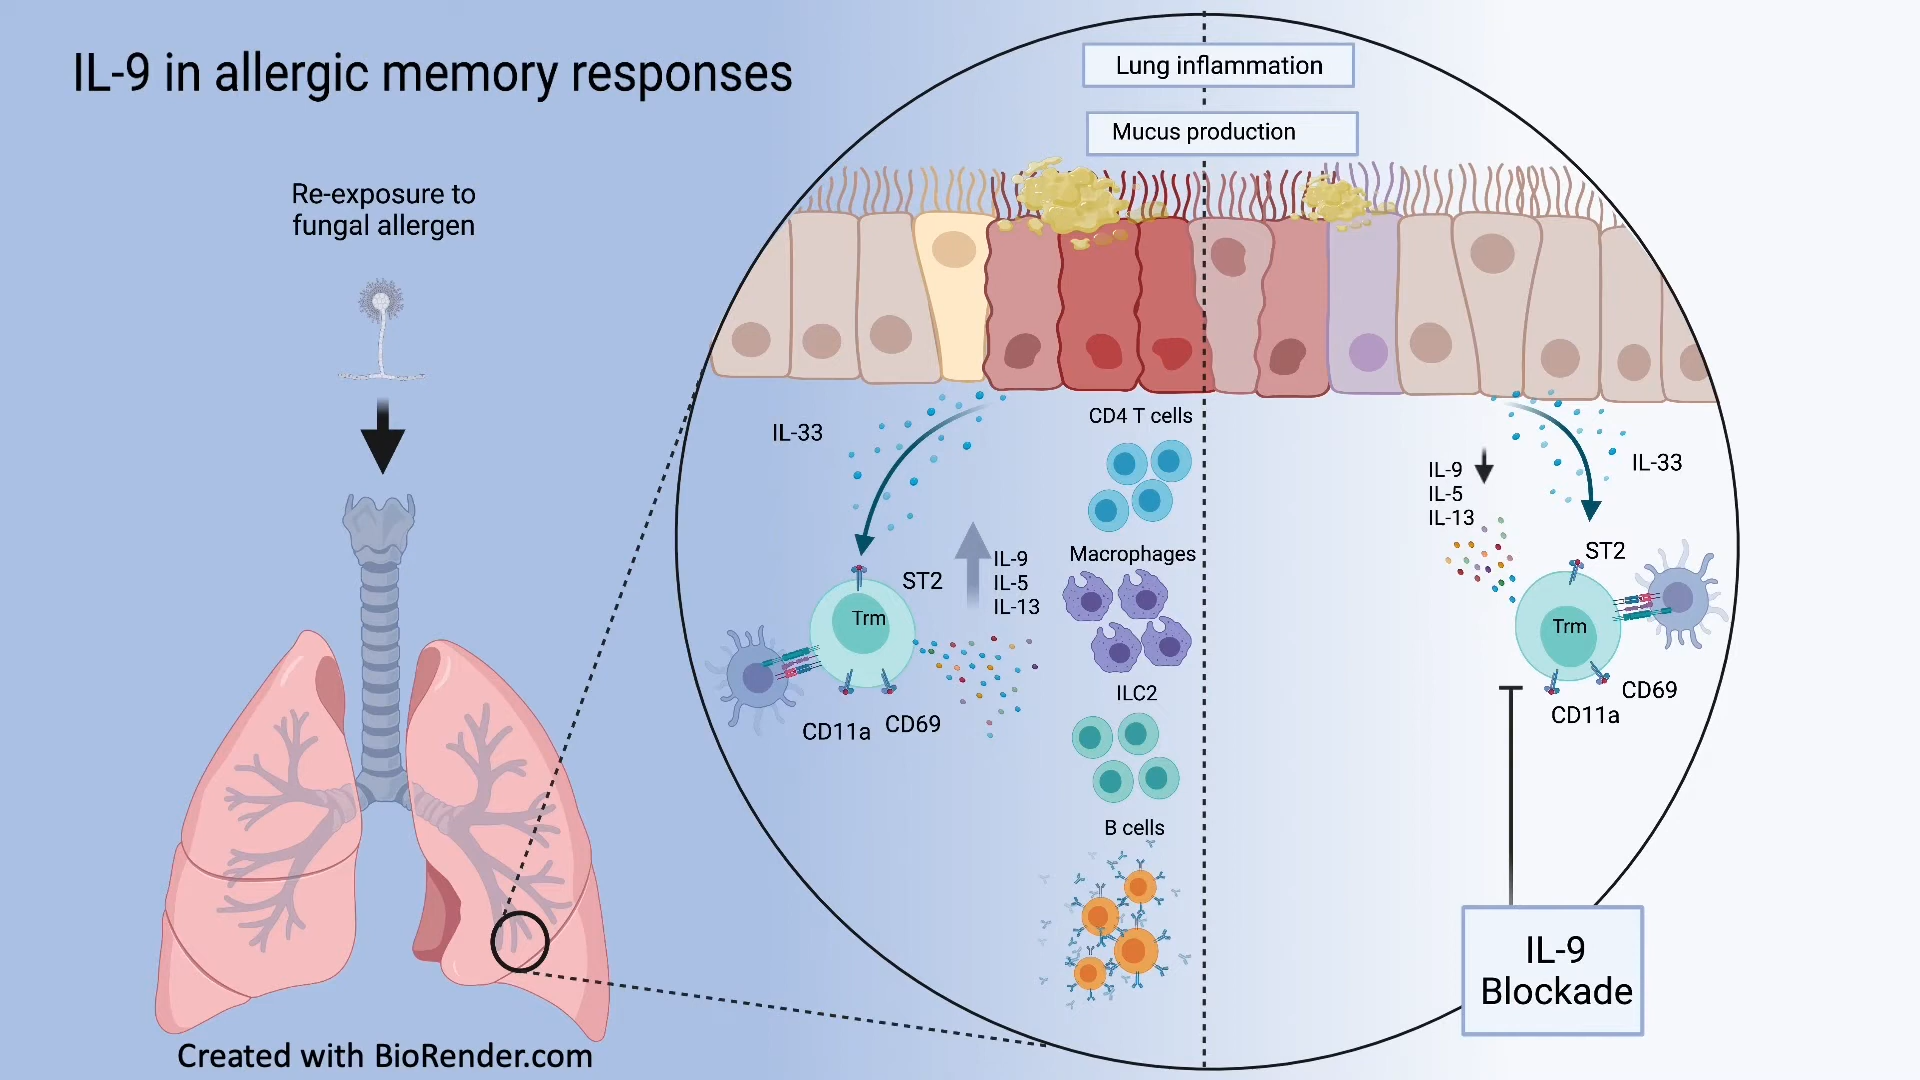 IL-9 in allergic memory responses
Re-exposure to
fungal allergen
Created with BioRender.com
Lung inflammation
Mucus production
IL-33
ST2
IL-9
IL-5
IL-13
Trm
CD11a
CD69
CD4 T cells
Macrophages
ILC2
B cells
IL-9
IL-5
IL-13
IL-33
ST2
Trm
CD69
CD11a
IL-9
Blockade